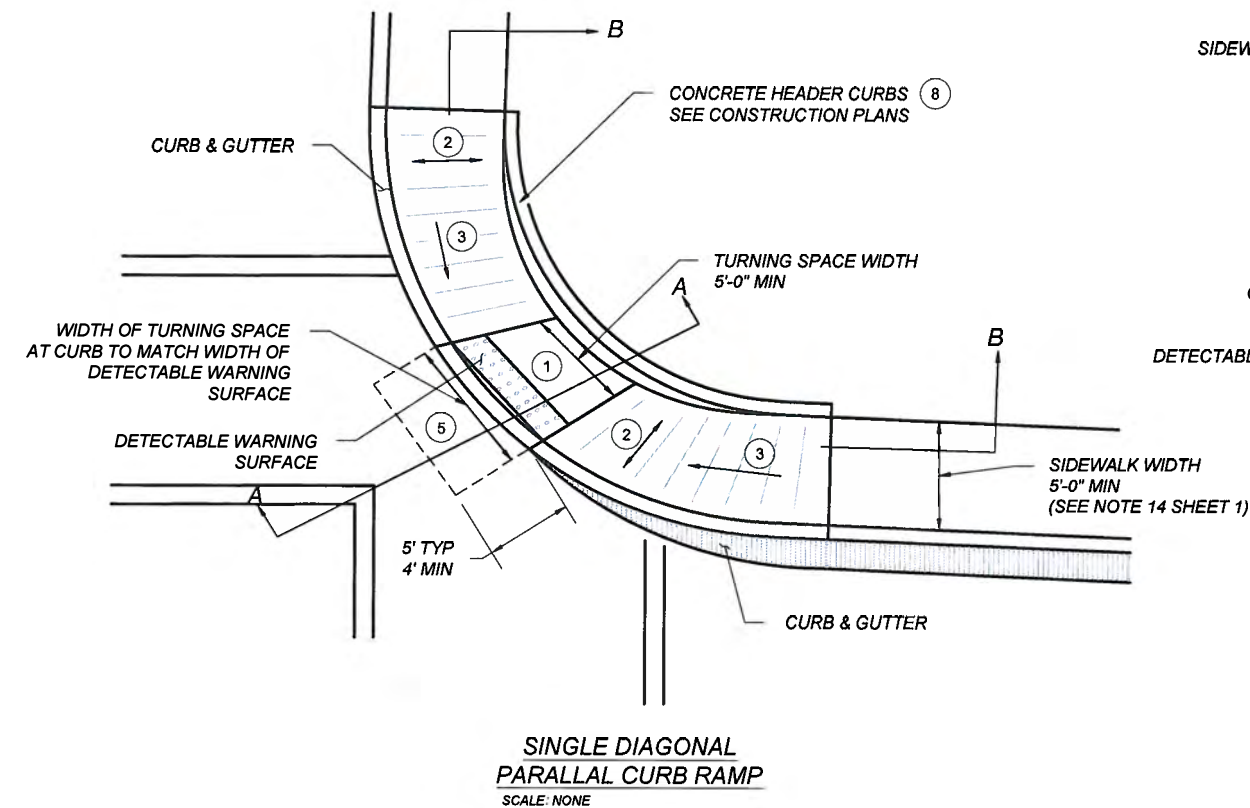 B
SIDEW
CONCRETE HEADER CURBS 8
SEE CONSTRUCTION PLANS
CURB & GUTTER
2
3
TURNING SPACE WIDTH
5'-0" MIN
A
WIDTH OF TURNING SPACE
AT CURB TO MATCH WIDTH OF
DETECTABLE WARNING
SURFACE
B
DETECTABL
1
5
2
3
DETECTABLE WARNING
SURFACE
SIDEWALK WIDTH
5'-0" MIN
(SEE NOTE 14 SHEET 1)
A
5' TYP
4' MIN
CURB & GUTTER
SINGLE DIAGONAL
PARALLAL CURB RAMP
SCALE: NONE